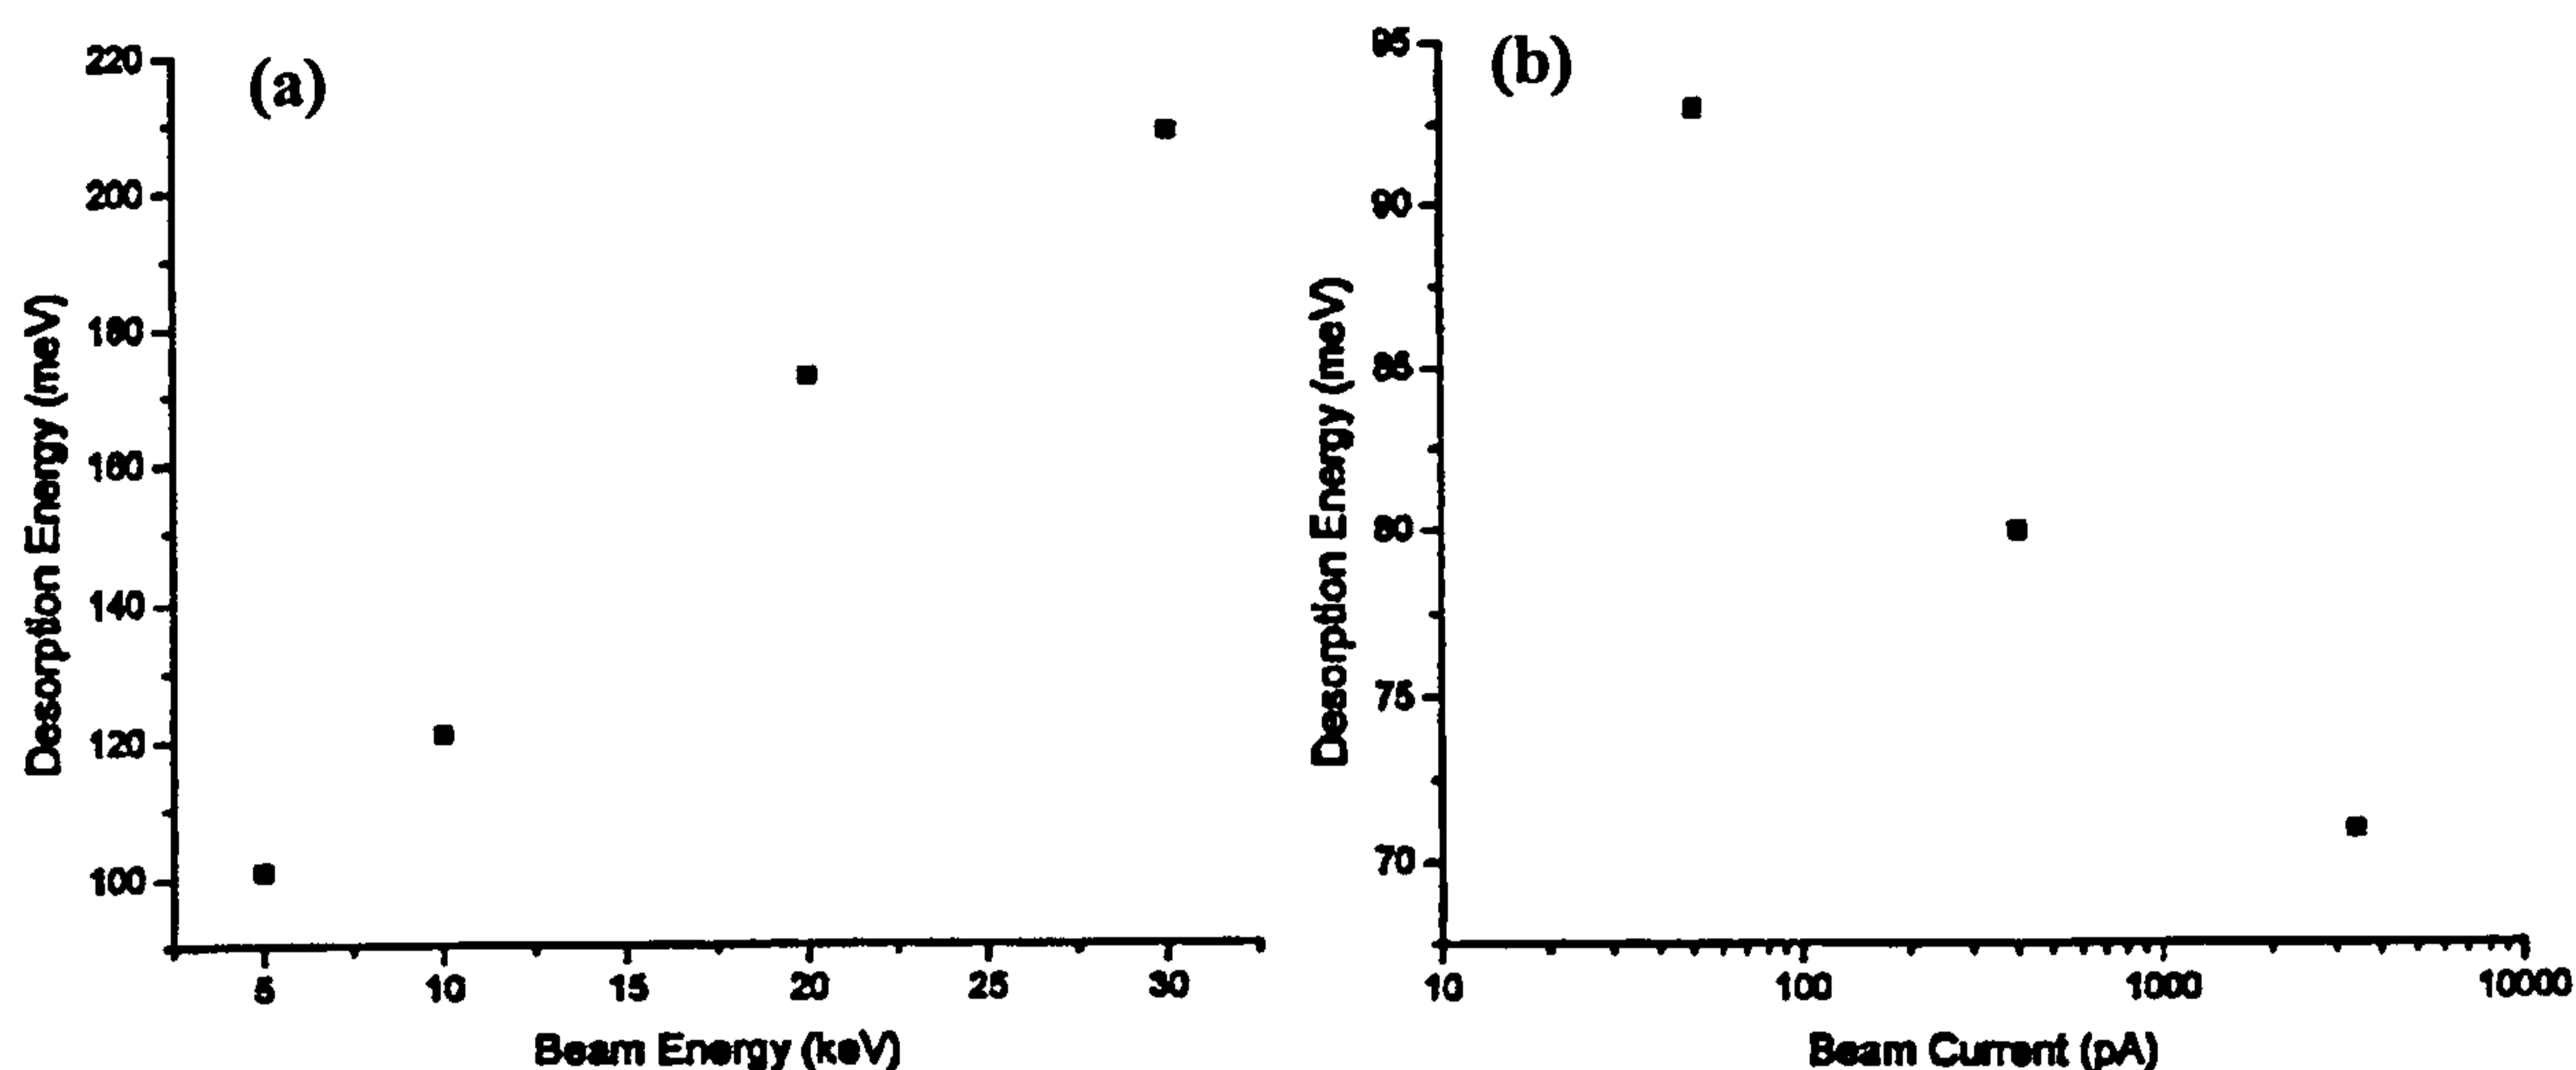 (a)
220
200
180
160
140
120
100
Desorption Energy (meV)
5 10 15 20 25 30
Beam Energy (keV)
(b)
95
90
85
80
75
70
Desorption Energy (meV)
10 100 1000 10000
Beam Current (pA)